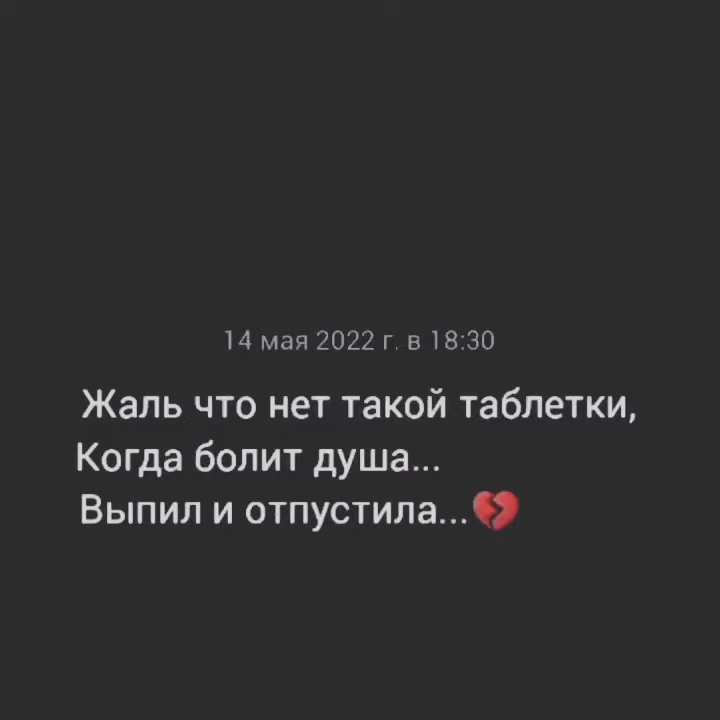 14 мая 2022 г. в 18:30
Жаль что нет такой таблетки,
Когда болит душа...
Выпил и отпустила...💔